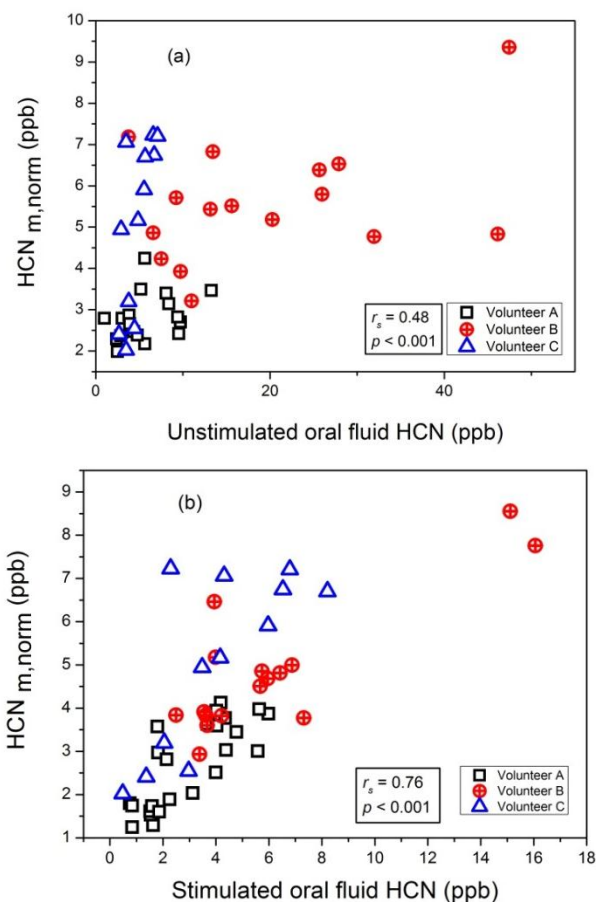 (a)
10
9
8
7
6
5
4
3
2
HCN m,norm (ppb)
r_s = 0.48
p < 0.001
Volunteer A
Volunteer B
Volunteer C
0 20 40
Unstimulated oral fluid HCN (ppb)
(b)
9
8
7
6
5
4
3
2
1
HCN m,norm (ppb)
r_s = 0.76
p < 0.001
Volunteer A
Volunteer B
Volunteer C
0 2 4 6 8 10 12 14 16 18
Stimulated oral fluid HCN (ppb)